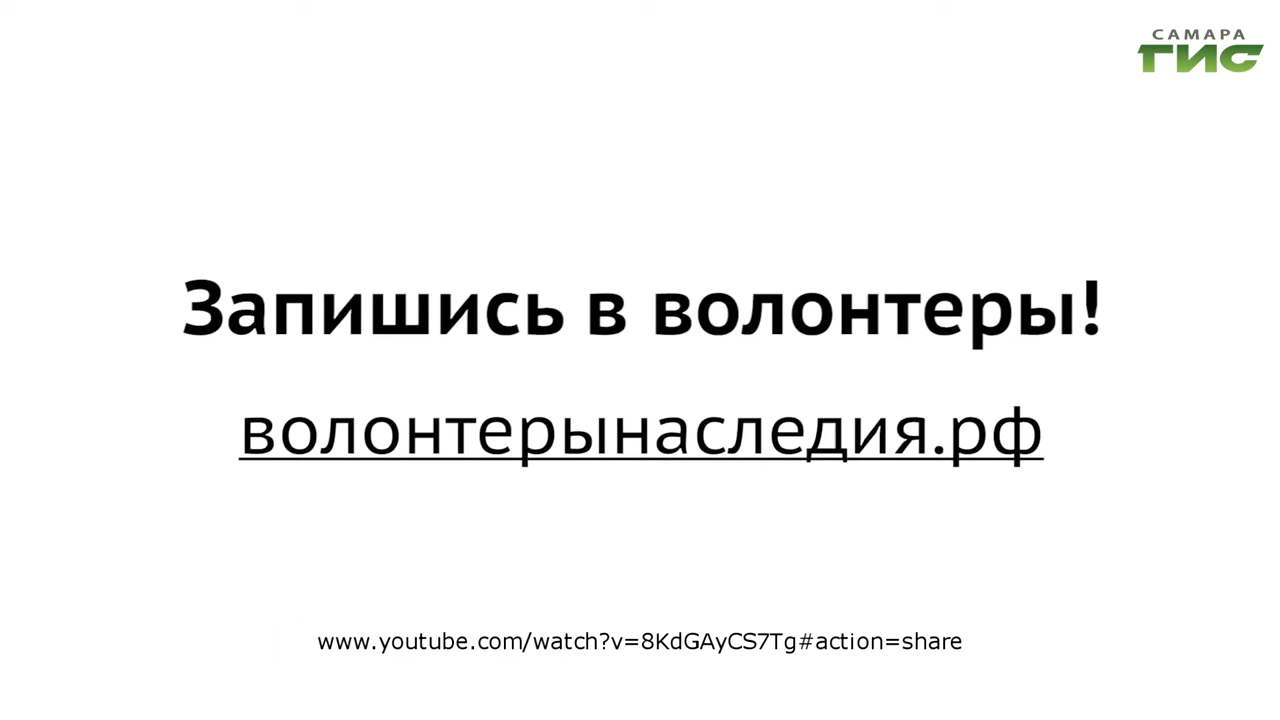 САМАРА
ГИС
Запишись в волонтеры!
волонтерынаследия.рф
www.youtube.com/watch?v=8KdGAyCS7Tg#action=share